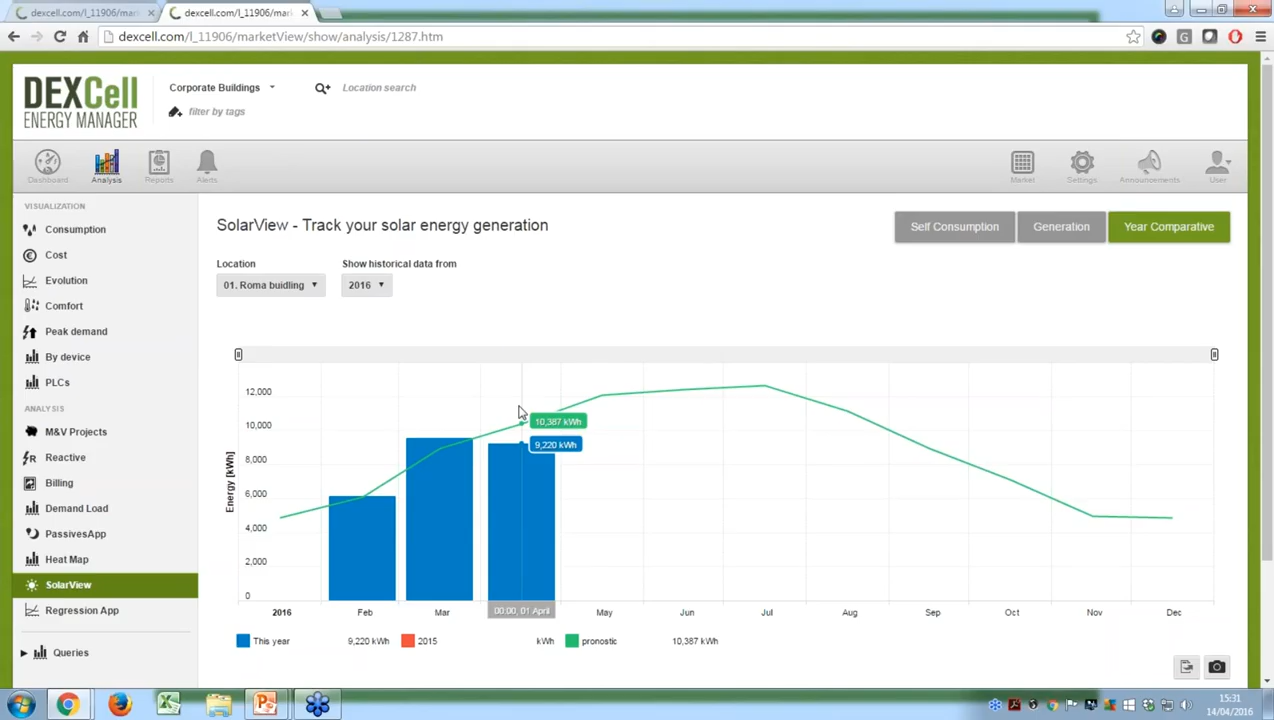 dexcell.com/l_11906/mar
dexcell.com/l_11906/mar
dexcell.com/l_11906/marketView/show/analysis/1287.htm
DEXCell
ENERGY MANAGER
Corporate Buildings
Location search
filter by tags
Dashboard
Analysis
Reports
Alerts
Market
Settings
Announcements
User
VISUALIZATION
Consumption
Cost
Evolution
Comfort
Peak demand
By device
PLCs
ANALYSIS
M&V Projects
Reactive
Billing
Demand Load
PassivesApp
Heat Map
SolarView
Regression App
Queries
SolarView - Track your solar energy generation
Self Consumption
Generation
Year Comparative
Location
Show historical data from
01. Roma buidling
2016
Energy [kWh]
12,000
10,000
8,000
6,000
4,000
2,000
0
10,387 kWh
9,220 kWh
2016 Feb Mar 00:00, 01 April May Jun Jul Aug Sep Oct Nov Dec
This year 9,220 kWh 2015 kWh pronostic 10,387 kWh
15:31
14/04/2016